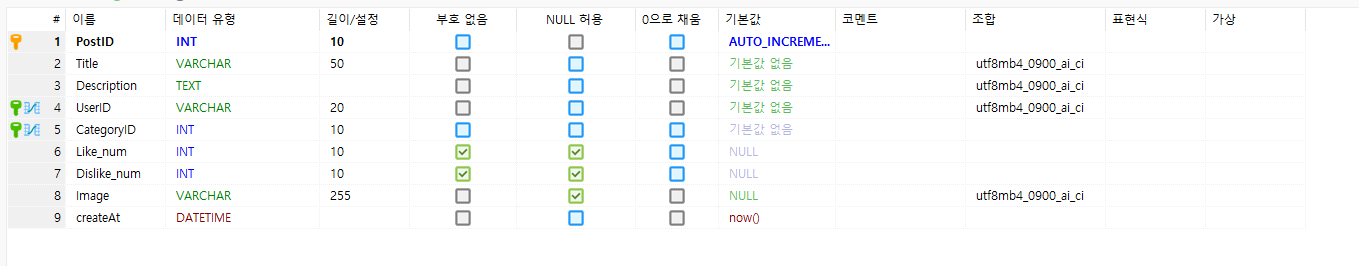 # 이름 데이터 유형 길이/설정 부호 없음 NULL 허용 0으로 채움 기본값 코멘트 조합 표현식 가상
1 PostID INT 10 AUTO_INCREME...
2 Title VARCHAR 50 기본값 없음 utf8mb4_0900_ai_ci
3 Description TEXT 기본값 없음 utf8mb4_0900_ai_ci
4 UserID VARCHAR 20 기본값 없음 utf8mb4_0900_ai_ci
5 CategoryID INT 10 기본값 없음
6 Like_num INT 10 NULL
7 Dislike_num INT 10 NULL
8 Image VARCHAR 255 NULL utf8mb4_0900_ai_ci
9 createAt DATETIME now()